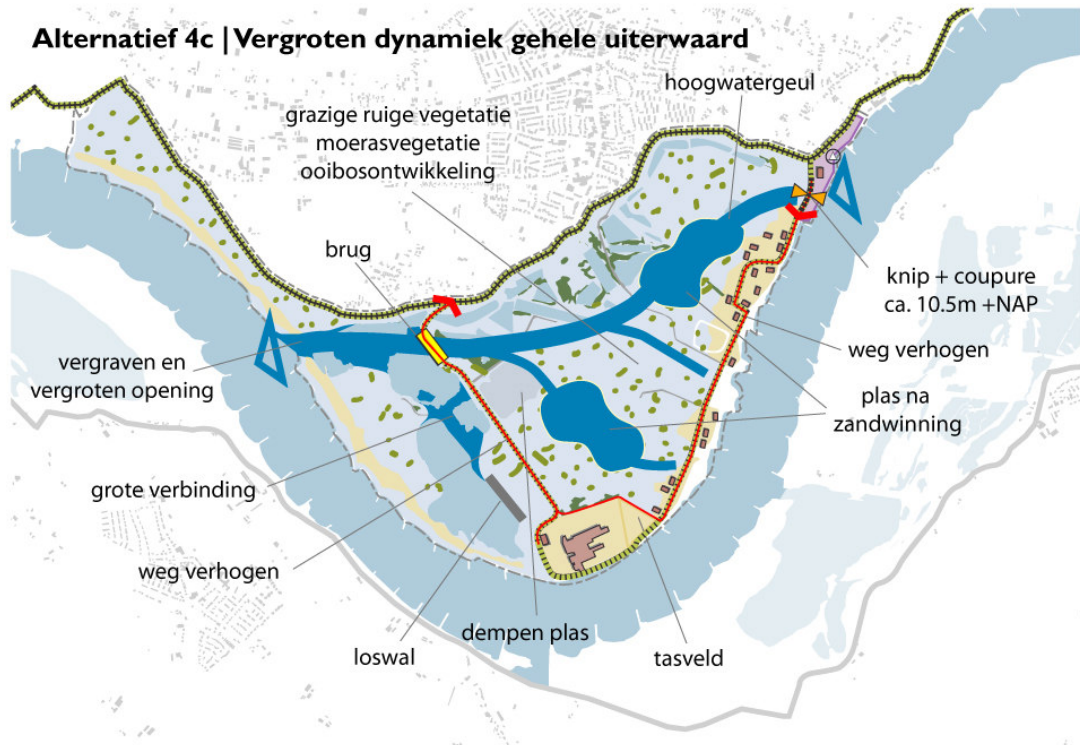 Alternatief 4c | Vergroten dynamiek gehele uiterwaard
hoogwatergeul
grazige ruige vegetatie
moerasvegetatie
ooibosontwikkeling
brug
knip + coupure
ca. 10.5m +NAP
vergraven en
vergroten opening
weg verhogen
plas na
zandwinning
grote verbinding
weg verhogen
dempen plas
loswal
tasveld